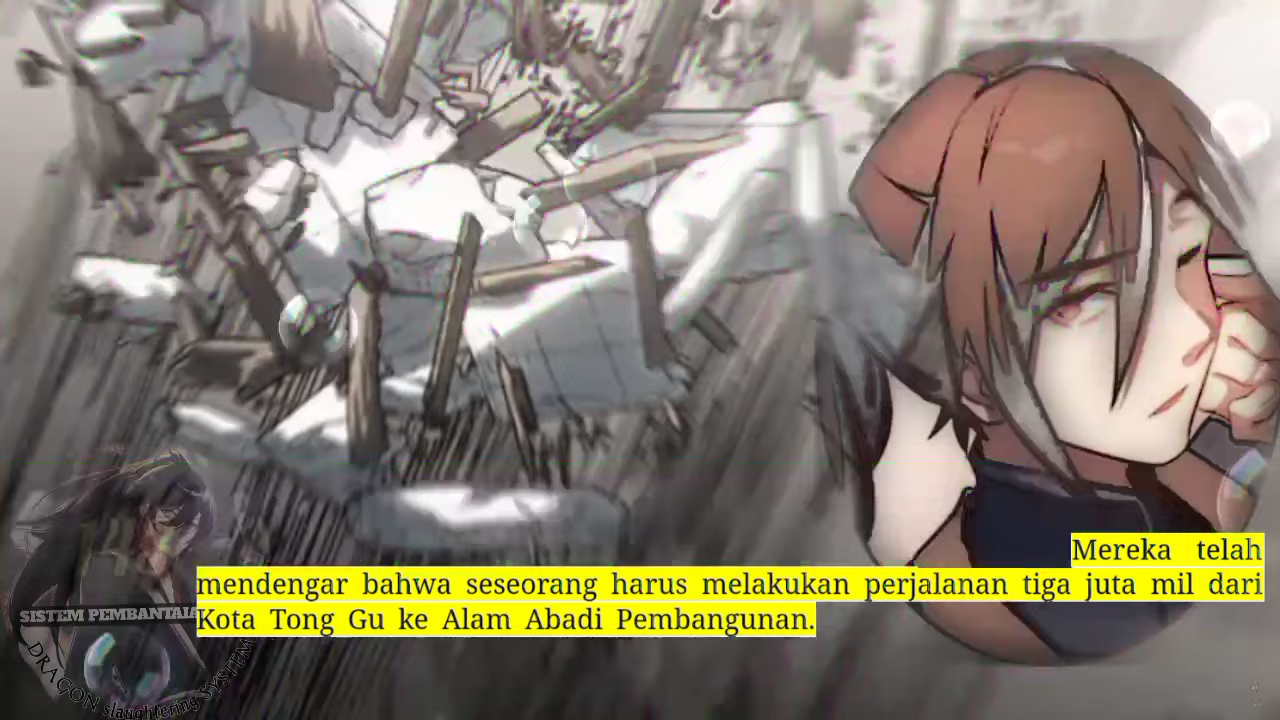 Mereka telah
mendengar bahwa seseorang harus melakukan perjalanan tiga juta mil dari
Kota Tong Gu ke Alam Abadi Pembangunan.
SISTEM PEMBANTAIA
DRAGON slaughtering SYSTEM